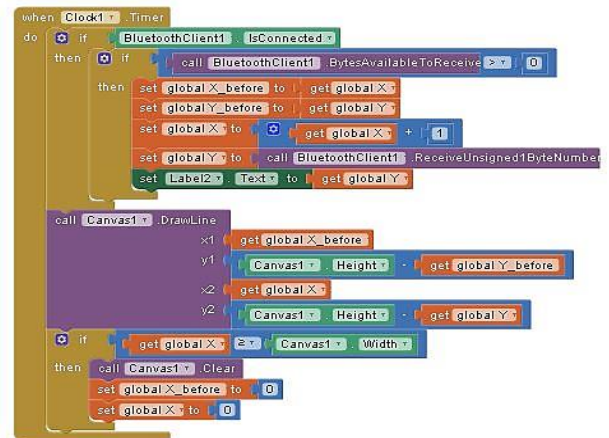 when Clock1 .Timer
do if BluetoothClient1 . IsConnected
then if call BluetoothClient1 .BytesAvailableToReceive > 0
then set global X_before to get global X
set global Y_before to get global Y
set global X to get global X + 1
set global Y to call BluetoothClient1 .ReceiveUnsigned1ByteNumber
set Label2 . Text to get global Y
call Canvas1 .DrawLine
x1 get global X_before
y1 Canvas1 . Height - get global Y_before
x2 get global X
y2 Canvas1 . Height - get global Y
if get global X ≥ Canvas1 . Width
then call Canvas1 .Clear
set global X_before to 0
set global X to 0